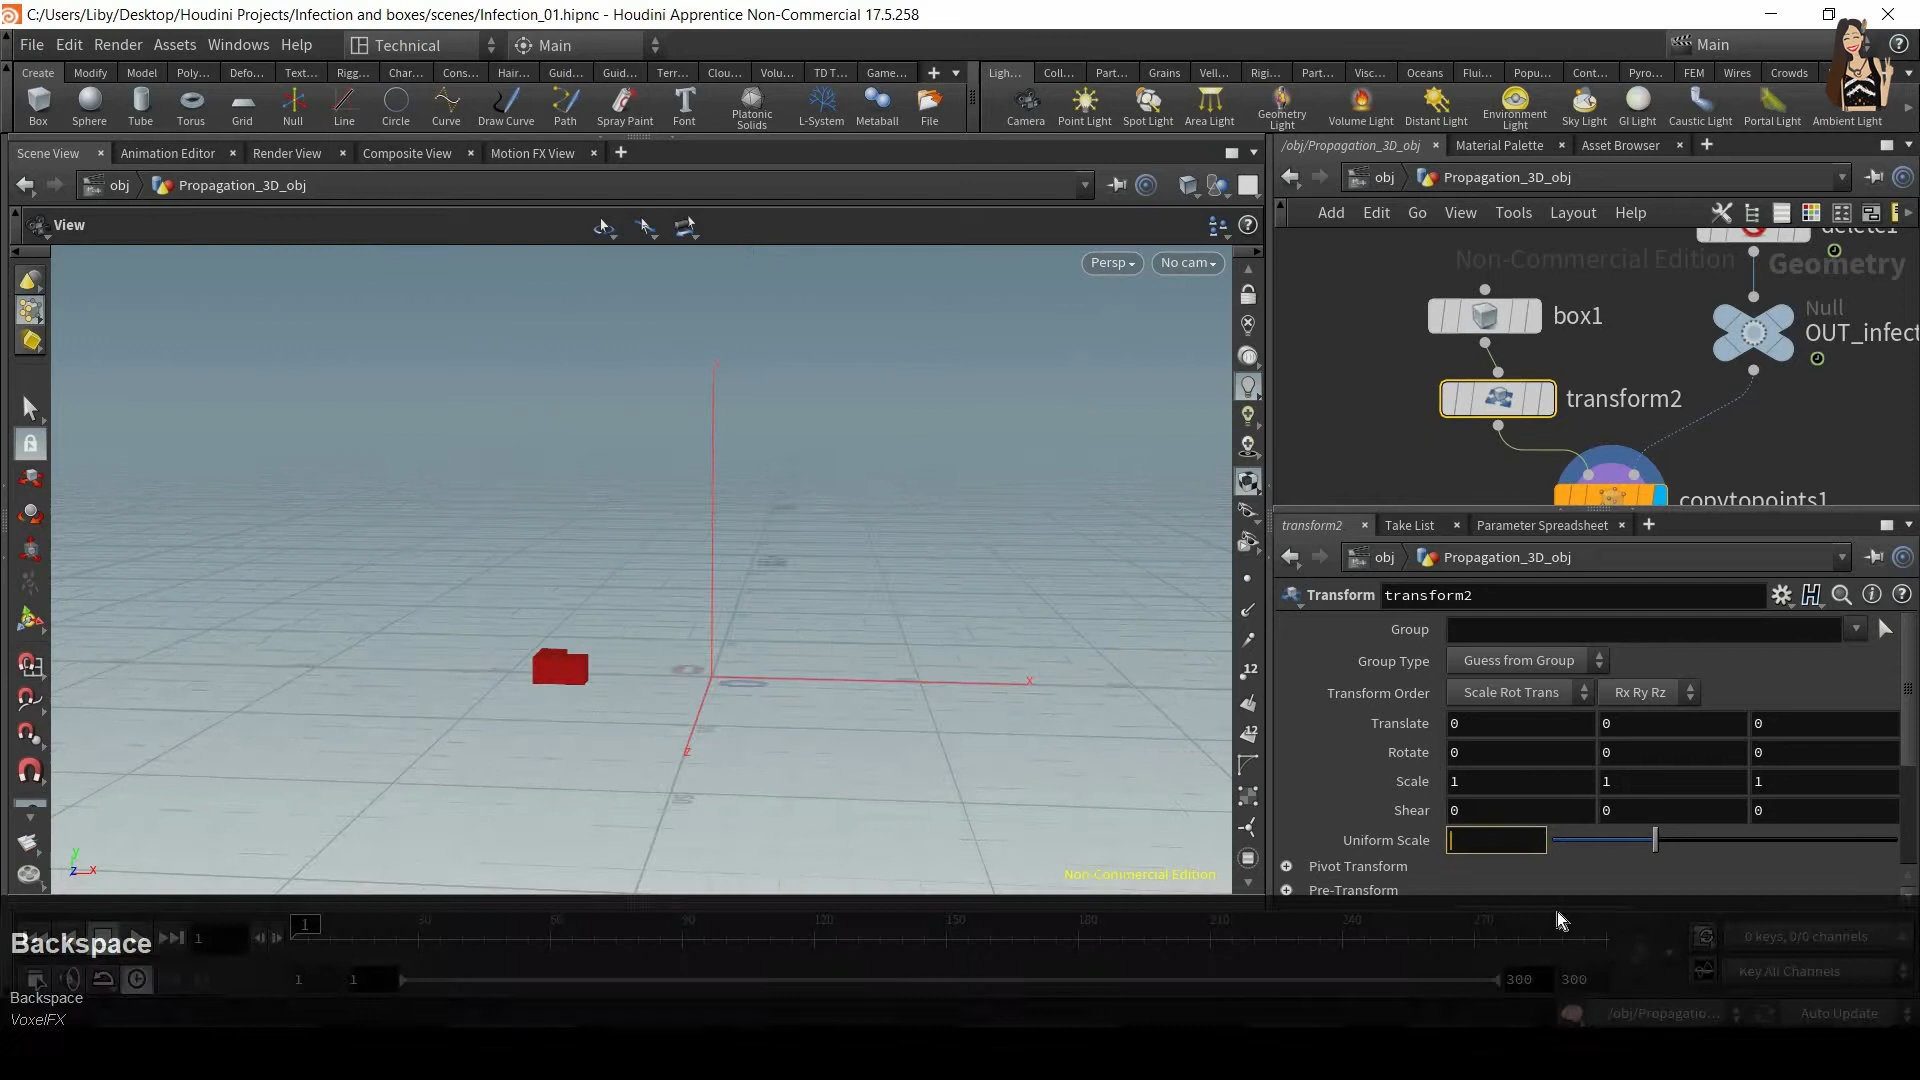 C:/Users/Liby/Desktop/Houdini Projects/Infection and boxes/scenes/Infection_01.hipnc - Houdini Apprentice Non-Commercial 17.5.258
File Edit Render Assets Windows Help Technical Main Main
Create Modify Model Poly... Defo... Text... Rigg... Char... Cons... Hair... Guid... Guid... Terr... Clou... Volu... TD T... Game...
Ligh... Coll... Part... Grains Vell... Rigi... Part... Visc... Oceans Flui... Popu... Cont... Pyro... FEM Wires Crowds
Box Sphere Tube Torus Grid Null Line Circle Curve Draw Curve Path Spray Paint Font Platonic Solids L-System Metaball File
Camera Point Light Spot Light Area Light Geometry Light Volume Light Distant Light Environment Light Sky Light GI Light Caustic Light Portal Light Ambient Light
Scene View Animation Editor Render View Composite View Motion FX View
obj Propagation_3D_obj
View
Persp No cam
x
z
y
z x
Non-Commercial Edition
/obj/Propagation_3D_obj Material Palette Asset Browser
obj Propagation_3D_obj
Add Edit Go View Tools Layout Help
delete1
Non-Commercial Edition Geometry
box1
Null
OUT_infect
transform2
copytopoints1
transform2 Take List Parameter Spreadsheet
obj Propagation_3D_obj
Transform transform2
Group
Group Type Guess from Group
Transform Order Scale Rot Trans Rx Ry Rz
Translate 0 0 0
Rotate 0 0 0
Scale 1 1 1
Shear 0 0 0
Uniform Scale
Pivot Transform
Pre-Transform
12
12
1 1 30 60 90 120 150 180 210 240 270
0 keys, 0/0 channels
Backspace
1 1 300 300
Key All Channels
Backspace
VoxelFX
/obj/Propagatio... Auto Update